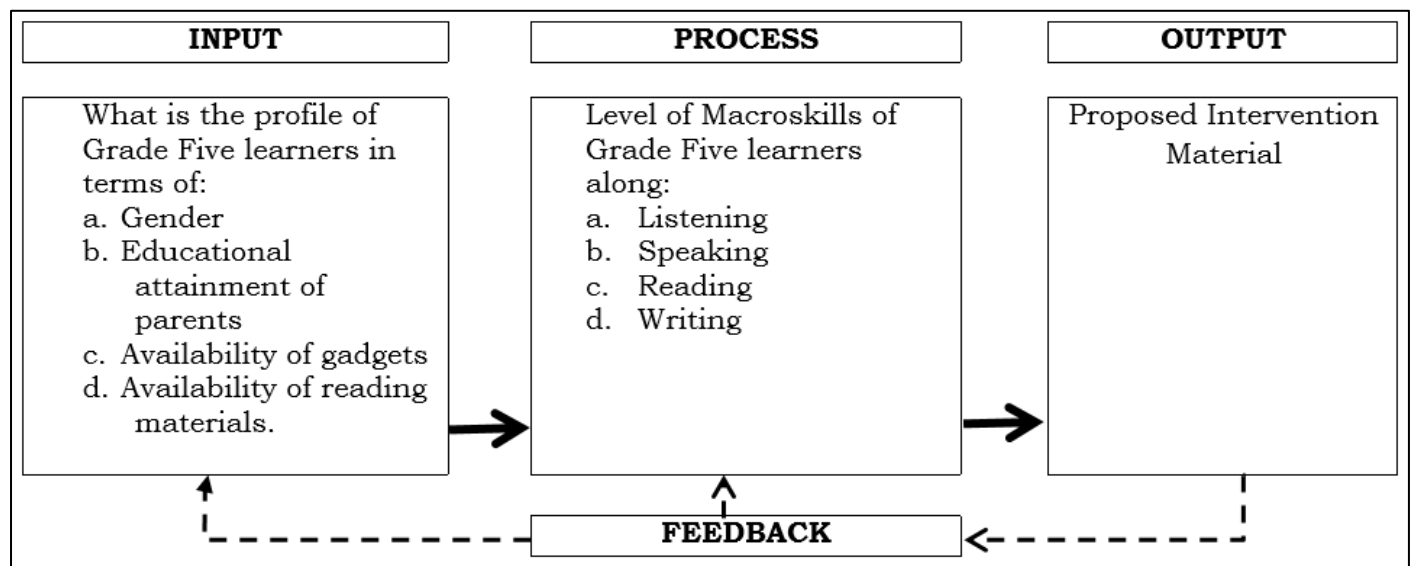 INPUT
What is the profile of
Grade Five learners in
terms of:
a. Gender
b. Educational
attainment of
parents
c. Availability of gadgets
d. Availability of reading
materials.
PROCESS
Level of Macroskills of
Grade Five learners
along:
a. Listening
b. Speaking
c. Reading
d. Writing
OUTPUT
Proposed Intervention
Material
FEEDBACK